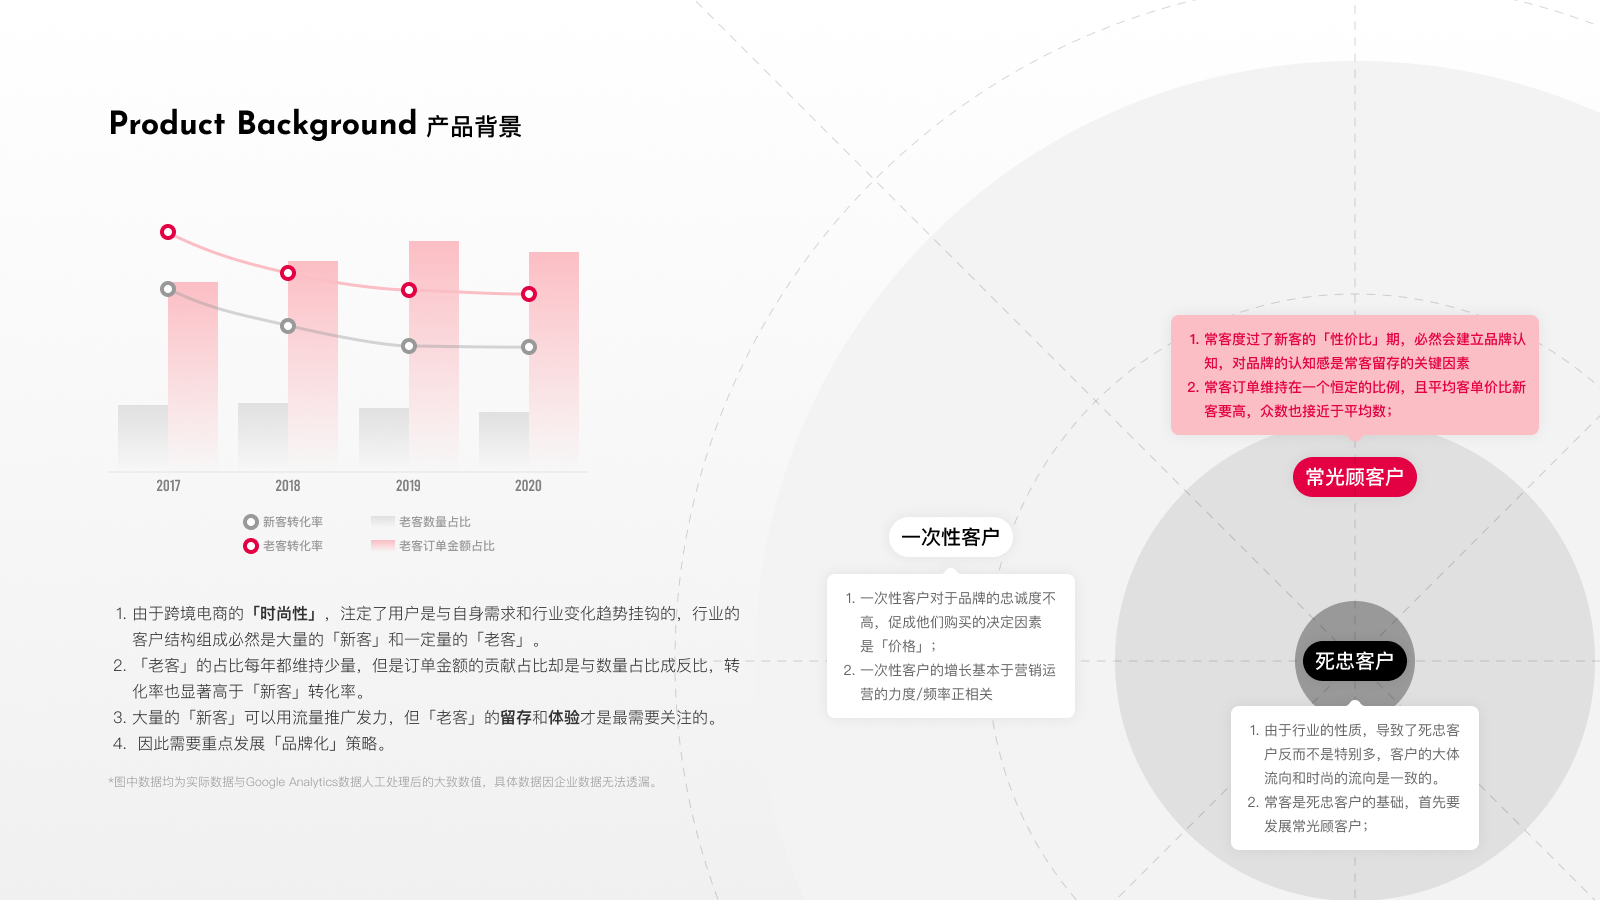 Product Background 产品背景
2017 2018 2019 2020
新客转化率 老客数量占比
老客转化率 老客订单金额占比
1. 由于跨境电商的「时尚性」，注定了用户是与自身需求和行业变化趋势挂钩的，行业的
客户结构组成必然是大量的「新客」和一定量的「老客」。
2. 「老客」的占比每年都维持少量，但是订单金额的贡献占比却是与数量占比成反比，转
化率也显著高于「新客」转化率。
3. 大量的「新客」可以用流量推广发力，但「老客」的留存和体验才是最需要关注的。
4. 因此需要重点发展「品牌化」策略。
*图中数据均为实际数据与Google Analytics数据人工处理后的大致数值，具体数据因企业数据无法透漏。
一次性客户
1. 一次性客户对于品牌的忠诚度不
高，促成他们购买的决定因素
是「价格」；
2. 一次性客户的增长基本于营销运
营的力度/频率正相关
1. 常客度过了新客的「性价比」期，必然会建立品牌认
知，对品牌的认知感是常客留存的关键因素
2. 常客订单维持在一个恒定的比例，且平均客单价比新
客要高，众数也接近于平均数；
常光顾客户
死忠客户
1. 由于行业的性质，导致了死忠客
户反而不是特别多，客户的大体
流向和时尚的流向是一致的。
2. 常客是死忠客户的基础，首先要
发展常光顾客户；